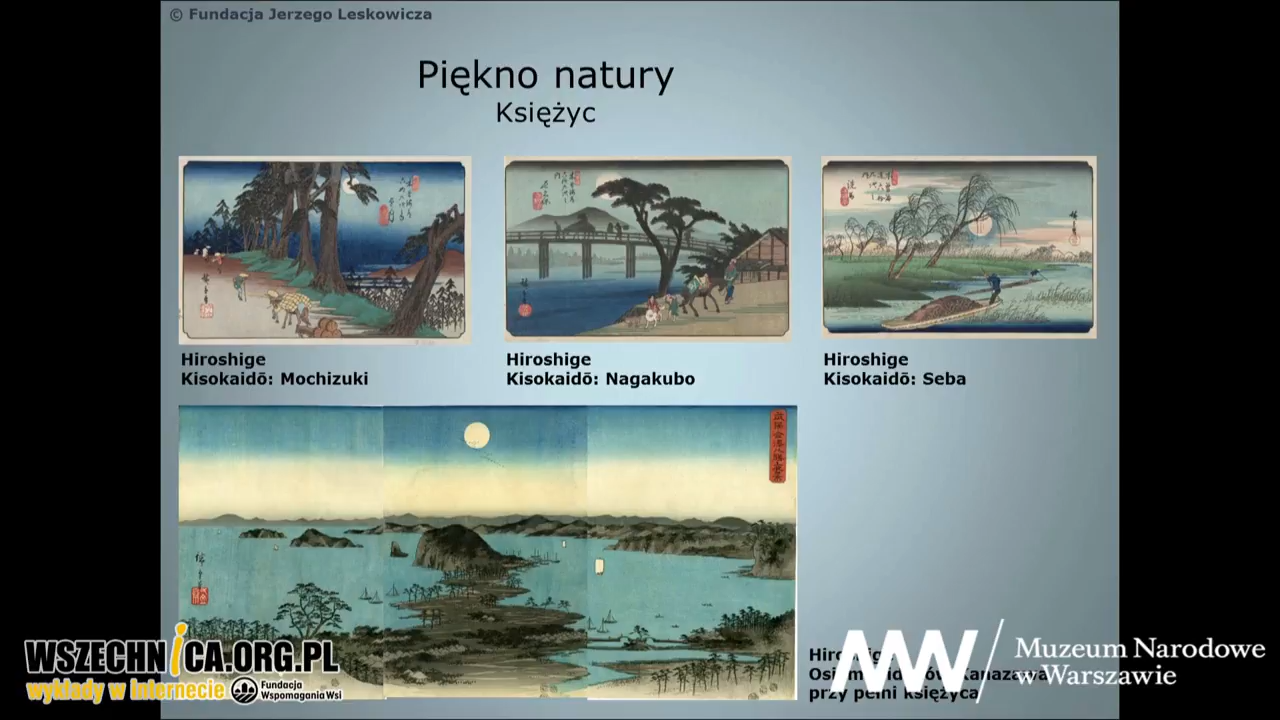 © Fundacja Jerzego Leskowicza
Piękno natury
Księżyc
Hiroshige
Kisokaidō: Mochizuki
Hiroshige
Kisokaidō: Nagakubo
Hiroshige
Kisokaidō: Seba
przy pełni księżyca
WSZECHNICA.ORG.PL
wykłady w Internecie
Fundacja
Wspomagania Wsi
Muzeum Narodowe
w Warszawie